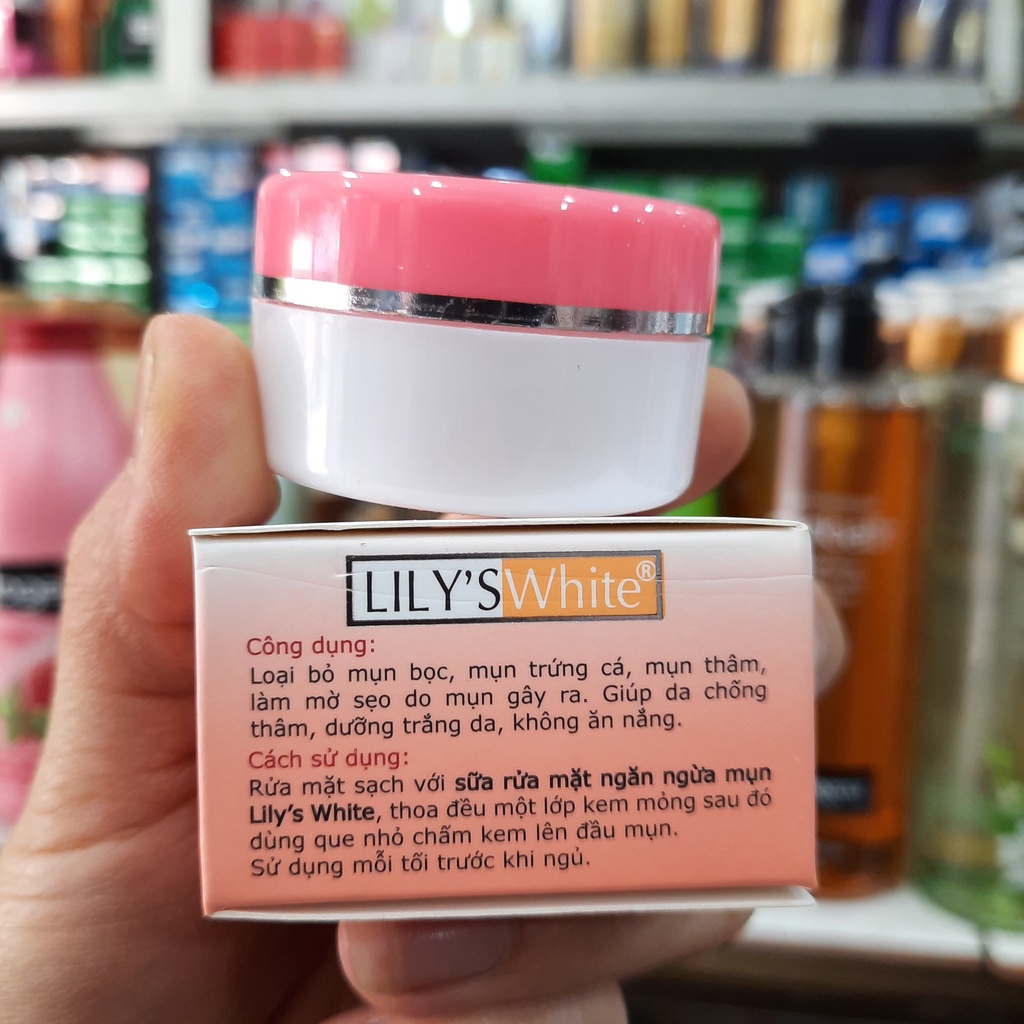 LILY'S White®
Công dụng:
Loại bỏ mụn bọc, mụn trứng cá, mụn thâm,
làm mờ sẹo do mụn gây ra. Giúp da chống
thâm, dưỡng trắng da, không ăn nắng.
Cách sử dụng:
Rửa mặt sạch với sữa rửa mặt ngăn ngừa mụn
Lily's White, thoa đều một lớp kem mỏng sau đó
dùng que nhỏ chấm kem lên đầu mụn.
Sử dụng mỗi tối trước khi ngủ.